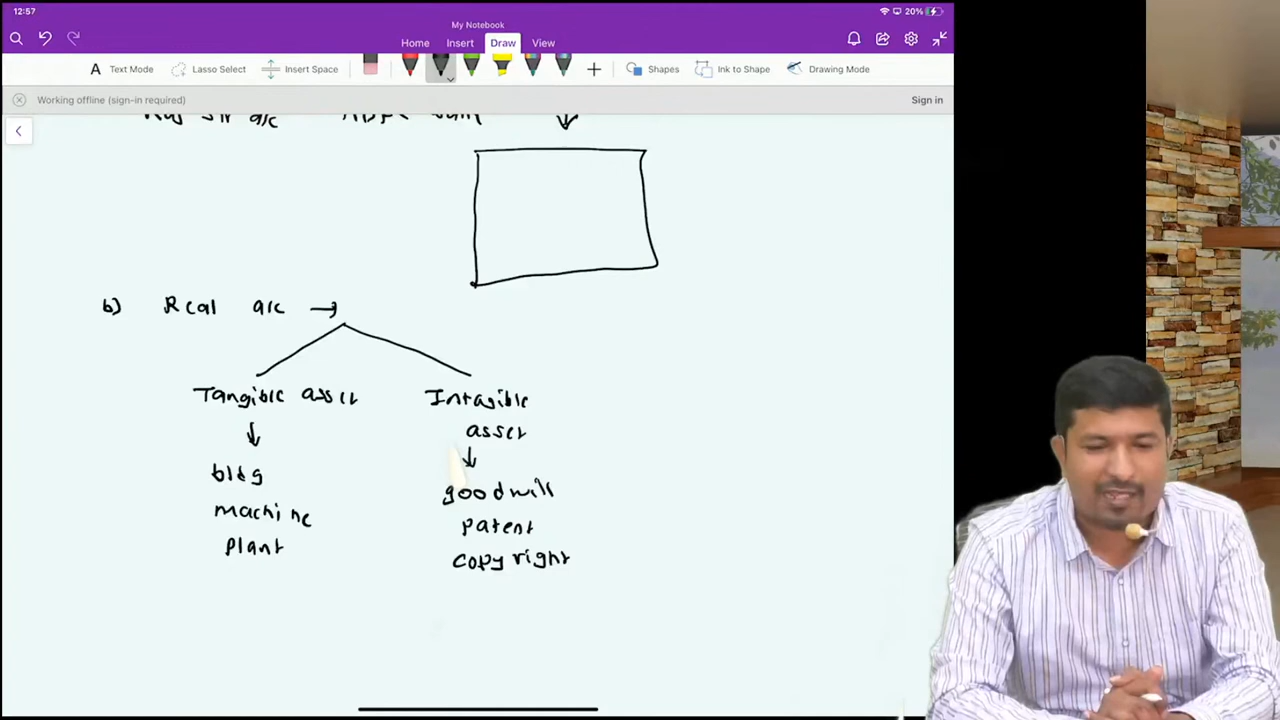 12:57
20%
My Notebook
Home Insert Draw View
Text Mode Lasso Select Insert Space Shapes Ink to Shape Drawing Mode
Working offline (sign-in required) Sign in
a/c
b) Real a/c →
Tangible asset Intagible
asset
bldg goodwill
machine patent
plant copy right